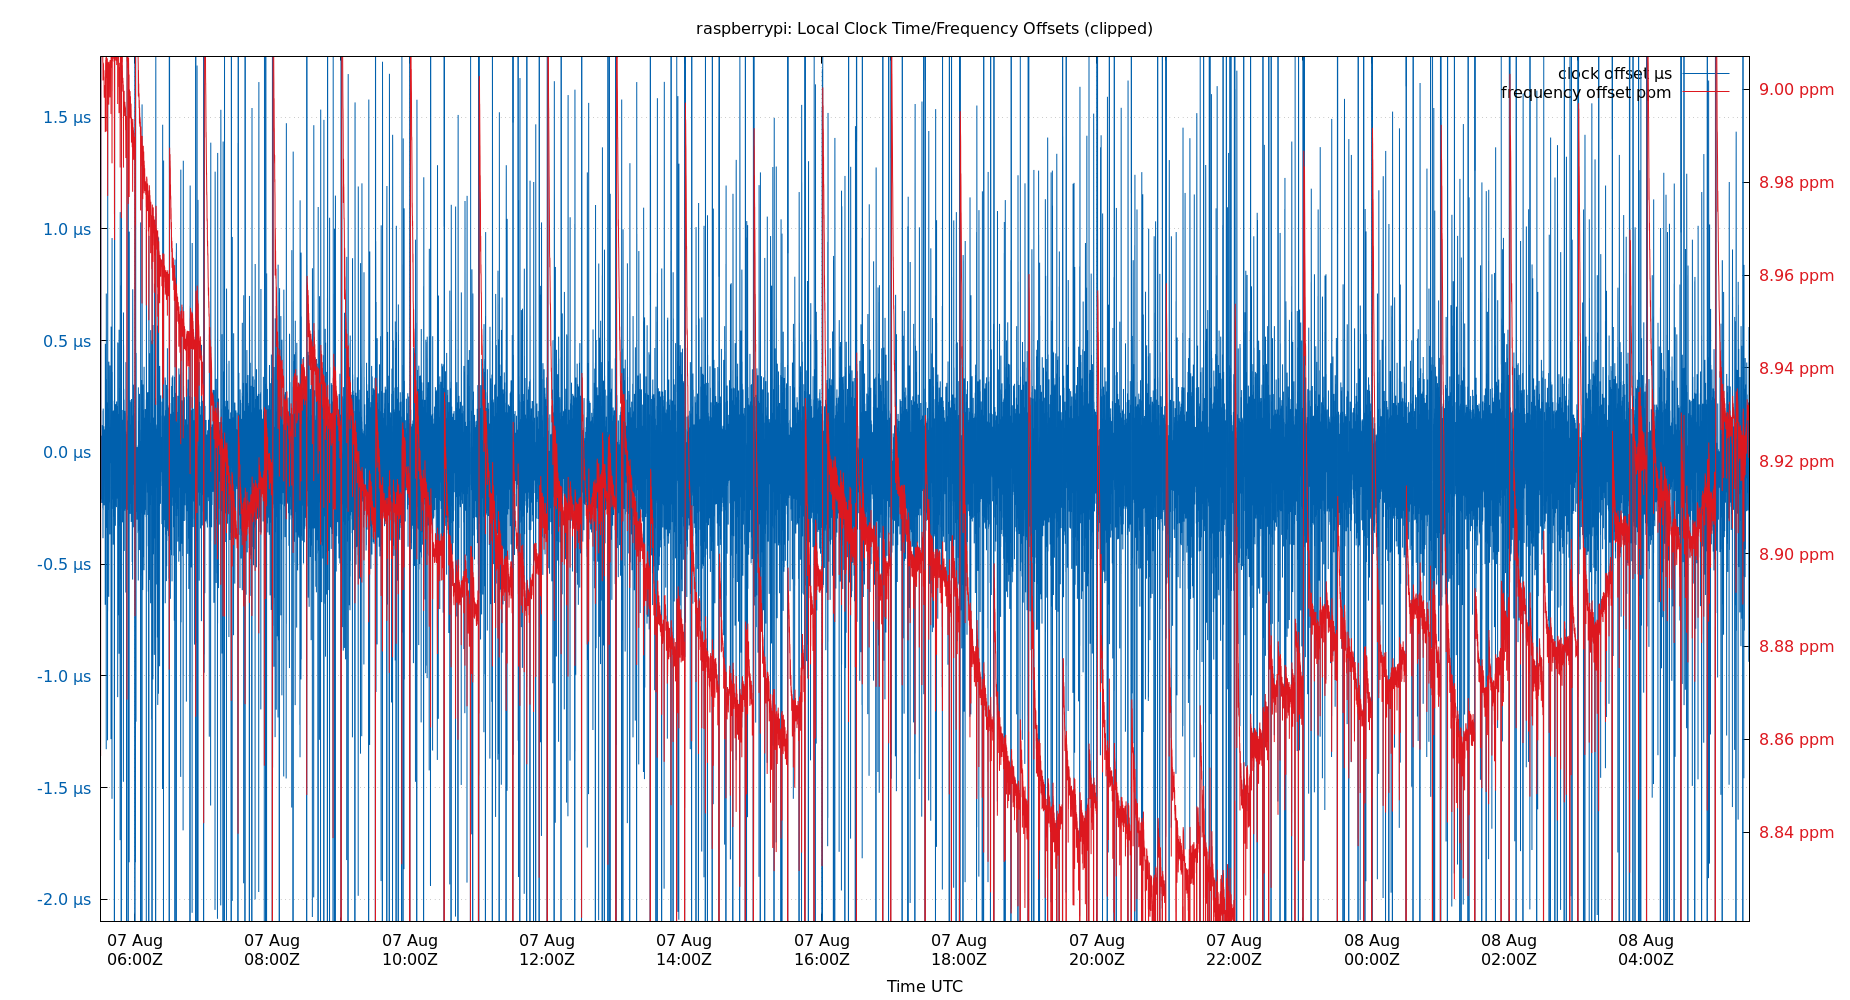 raspberrypi: Local Clock Time/Frequency Offsets (clipped)
clock offset µs
frequency offset ppm
1.5 µs
1.0 µs
0.5 µs
0.0 µs
-0.5 µs
-1.0 µs
-1.5 µs
-2.0 µs
9.00 ppm
8.98 ppm
8.96 ppm
8.94 ppm
8.92 ppm
8.90 ppm
8.88 ppm
8.86 ppm
8.84 ppm
07 Aug 07 Aug 07 Aug 07 Aug 07 Aug 07 Aug 07 Aug 07 Aug 07 Aug 08 Aug 08 Aug 08 Aug
06:00Z 08:00Z 10:00Z 12:00Z 14:00Z 16:00Z 18:00Z 20:00Z 22:00Z 00:00Z 02:00Z 04:00Z
Time UTC